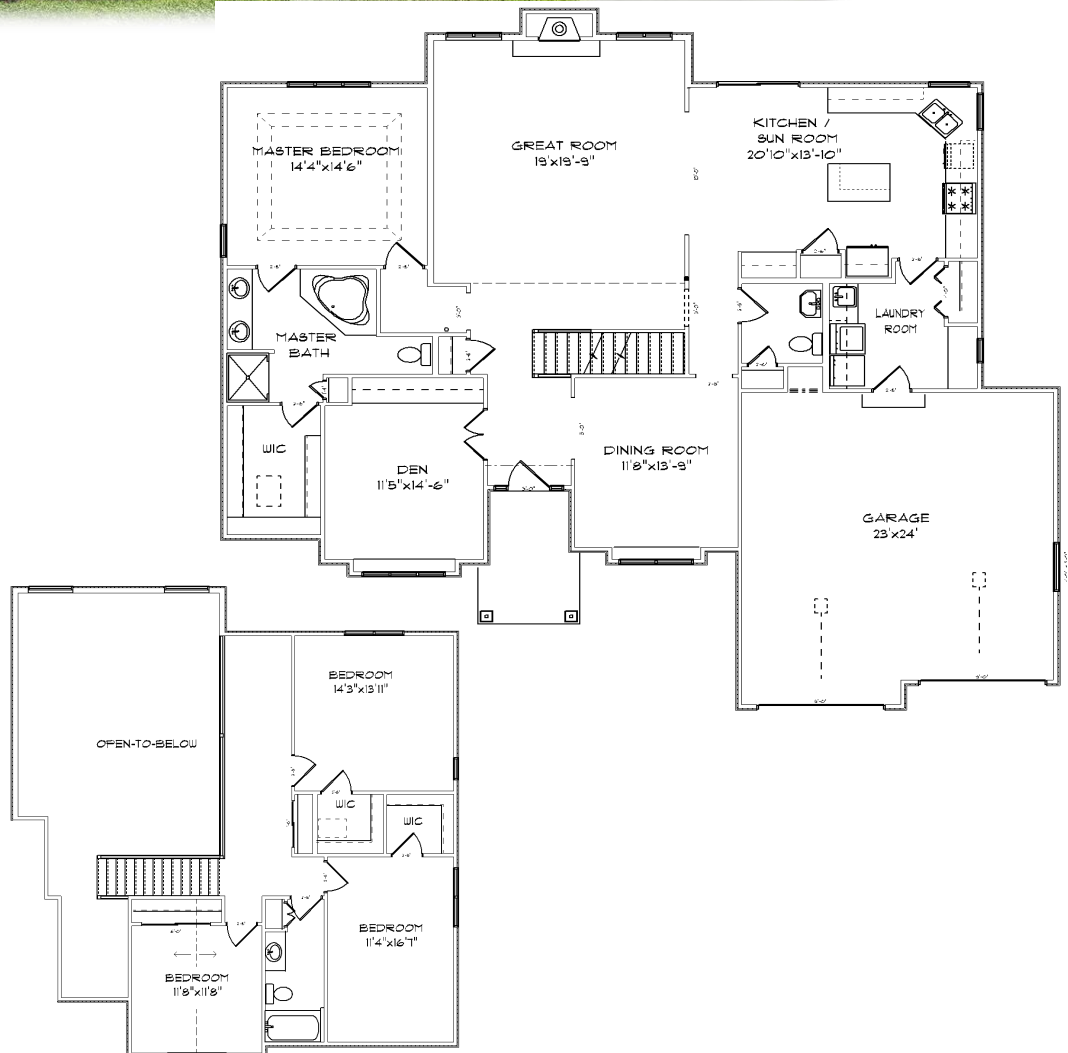 MASTER BEDROOM
14'4"x14'6"
GREAT ROOM
19'x19'-9"
KITCHEN /
SUN ROOM
20'10"x13'-10"
MASTER
BATH
LAUNDRY
ROOM
WIC
DEN
11'5"x14'-6"
DINING ROOM
11'8"x13'-9"
GARAGE
23'x24'
BEDROOM
14'3"x13'11"
OPEN-TO-BELOW
WIC
WIC
BEDROOM
11'4"x16'7"
BEDROOM
11'8"x11'8"